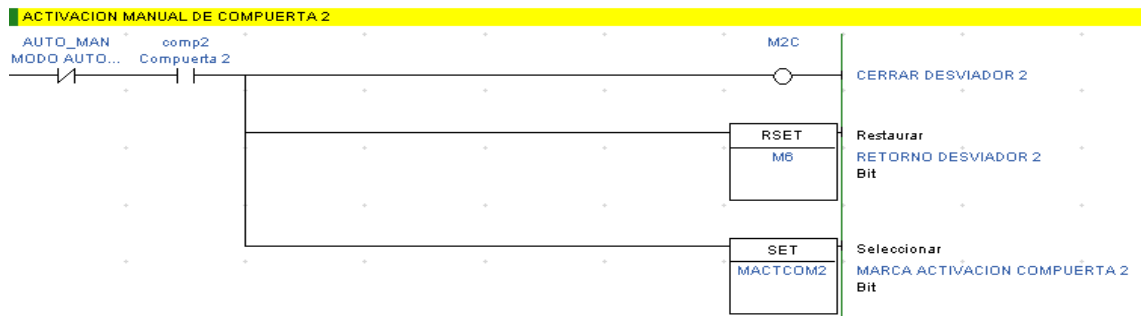 ACTIVACION MANUAL DE COMPUERTA 2
AUTO_MAN comp2 M2C
MODO AUTO... Compuerta 2
CERRAR DESVIADOR 2
RSET Restaurar
M6 RETORNO DESVIADOR 2
Bit
SET Seleccionar
MACTCOM2 MARCA ACTIVACION COMPUERTA 2
Bit